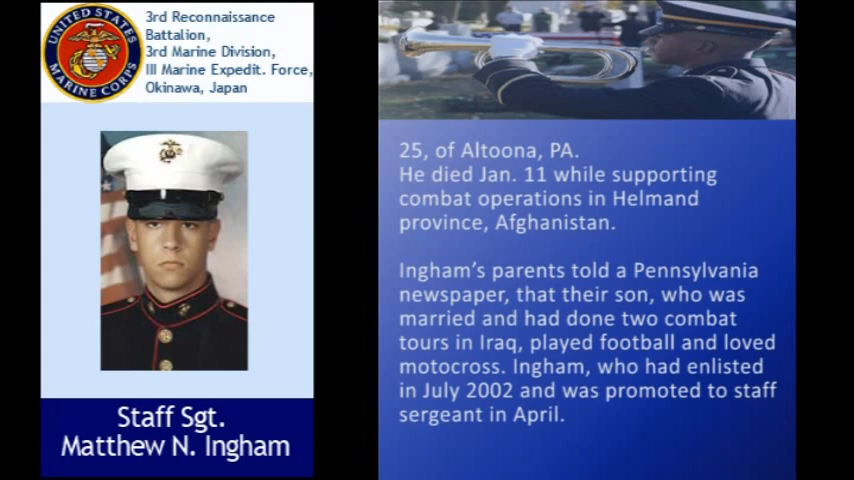 UNITED STATES
MARINE CORPS
3rd Reconnaissance
Battalion,
3rd Marine Division,
III Marine Expedit. Force,
Okinawa, Japan
Staff Sgt.
Matthew N. Ingham
25, of Altoona, PA.
He died Jan. 11 while supporting
combat operations in Helmand
province, Afghanistan.
Ingham's parents told a Pennsylvania
newspaper, that their son, who was
married and had done two combat
tours in Iraq, played football and loved
motocross. Ingham, who had enlisted
in July 2002 and was promoted to staff
sergeant in April.